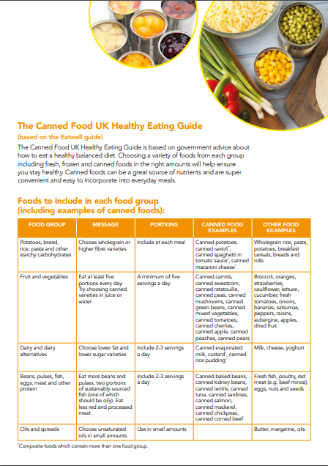 The Canned Food UK Healthy Eating Guide
(based on the Eatwell guide)
The Canned Food UK Healthy Eating Guide is based on government advice about
how to eat a healthy balanced diet. Choosing a variety of foods from each group
including fresh, frozen and canned foods in the right amounts will help ensure
you stay healthy. Canned foods can be a great source of nutrients and are super
convenient and easy to incorporate into everyday meals.
Foods to include in each food group
(including examples of canned foods):
FOOD GROUP
MESSAGE
PORTIONS
CANNED FOOD
EXAMPLES
OTHER FOOD
EXAMPLES
Potatoes, bread,
rice, pasta and other
starchy carbohydrates
Choose wholegrain or
higher fibre varieties
Include at each meal
Canned potatoes,
canned ravioli*,
canned spaghetti in
tomato sauce*, canned
macaroni cheese*
Wholegrain rice, pasta,
potatoes, breakfast
cereals, breads and
rolls
Fruit and vegetables
Eat at least five
portions every day.
Try choosing canned
varieties in juice or
water
A minimum of five
servings a day
Canned carrots,
canned sweetcorn,
canned ratatouille,
canned peas, canned
mushrooms, canned
green beans, canned
mixed vegetables,
canned tomatoes,
canned cherries,
canned apple, canned
peaches, canned pears
Broccoli, oranges,
strawberries,
cauliflower, lettuce,
cucumber, fresh
tomatoes, onions,
bananas, satsumas,
peppers, raisins,
aubergine, apples,
dried fruit
Dairy and dairy
alternatives
Choose lower fat and
lower sugar varieties
Include 2-3 servings
a day
Canned evaporated
milk, custard*, canned
rice pudding*
Milk, cheese, yoghurt
Beans, pulses, fish,
eggs, meat and other
protein
Eat more beans and
pulses, two portions
of sustainably sourced
fish (one of which
should be oily). Eat
less red and processed
meat
Include 2-3 servings
a day
Canned baked beans,
canned kidney beans,
canned lentils, canned
tuna, canned sardines,
canned salmon,
canned mackerel,
canned chickpeas,
canned corned beef
Fresh fish, poultry, red
meat (e.g. beef mince),
eggs, nuts and seeds
Oils and spreads
Choose unsaturated
oils in small amounts
Use in small amounts
Butter, margarine, oils
*Composite foods which contain more than one food group.